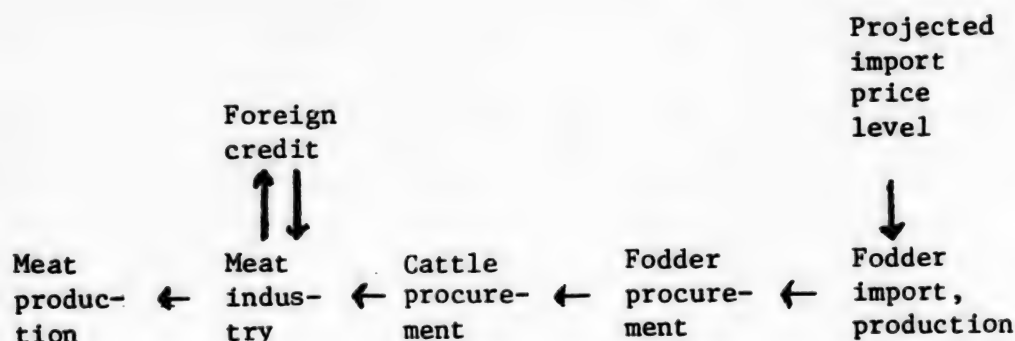 Projected
import
price
level
Foreign
credit
Meat
produc-
tion
Meat
indus-
try
Cattle
procure-
ment
Fodder
procure-
ment
Fodder
import,
production